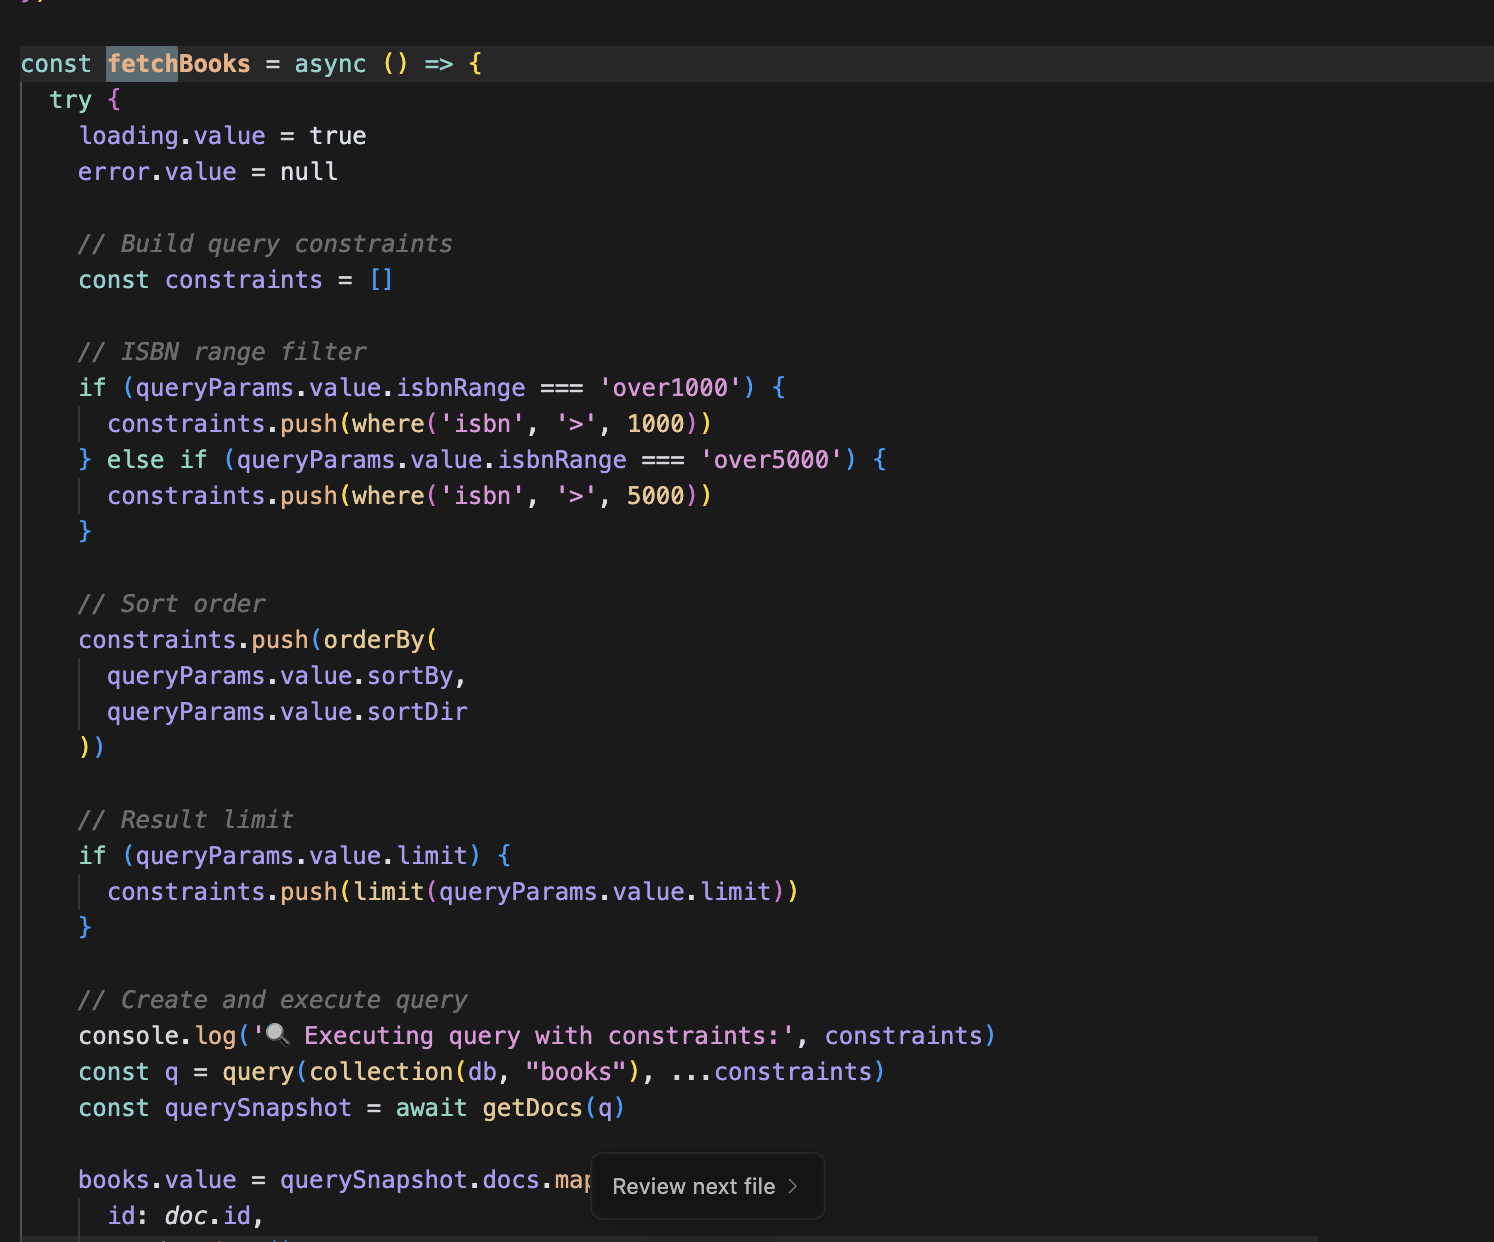 const fetchBooks = async () => {
  try {
    loading.value = true
    error.value = null

    // Build query constraints
    const constraints = []

    // ISBN range filter
    if (queryParams.value.isbnRange === 'over1000') {
      constraints.push(where('isbn', '>', 1000))
    } else if (queryParams.value.isbnRange === 'over5000') {
      constraints.push(where('isbn', '>', 5000))
    }

    // Sort order
    constraints.push(orderBy(
      queryParams.value.sortBy,
      queryParams.value.sortDir
    ))

    // Result limit
    if (queryParams.value.limit) {
      constraints.push(limit(queryParams.value.limit))
    }

    // Create and execute query
    console.log('🔍 Executing query with constraints:', constraints)
    const q = query(collection(db, "books"), ...constraints)
    const querySnapshot = await getDocs(q)

    books.value = querySnapshot.docs.map
Review next file >
      id: doc.id,